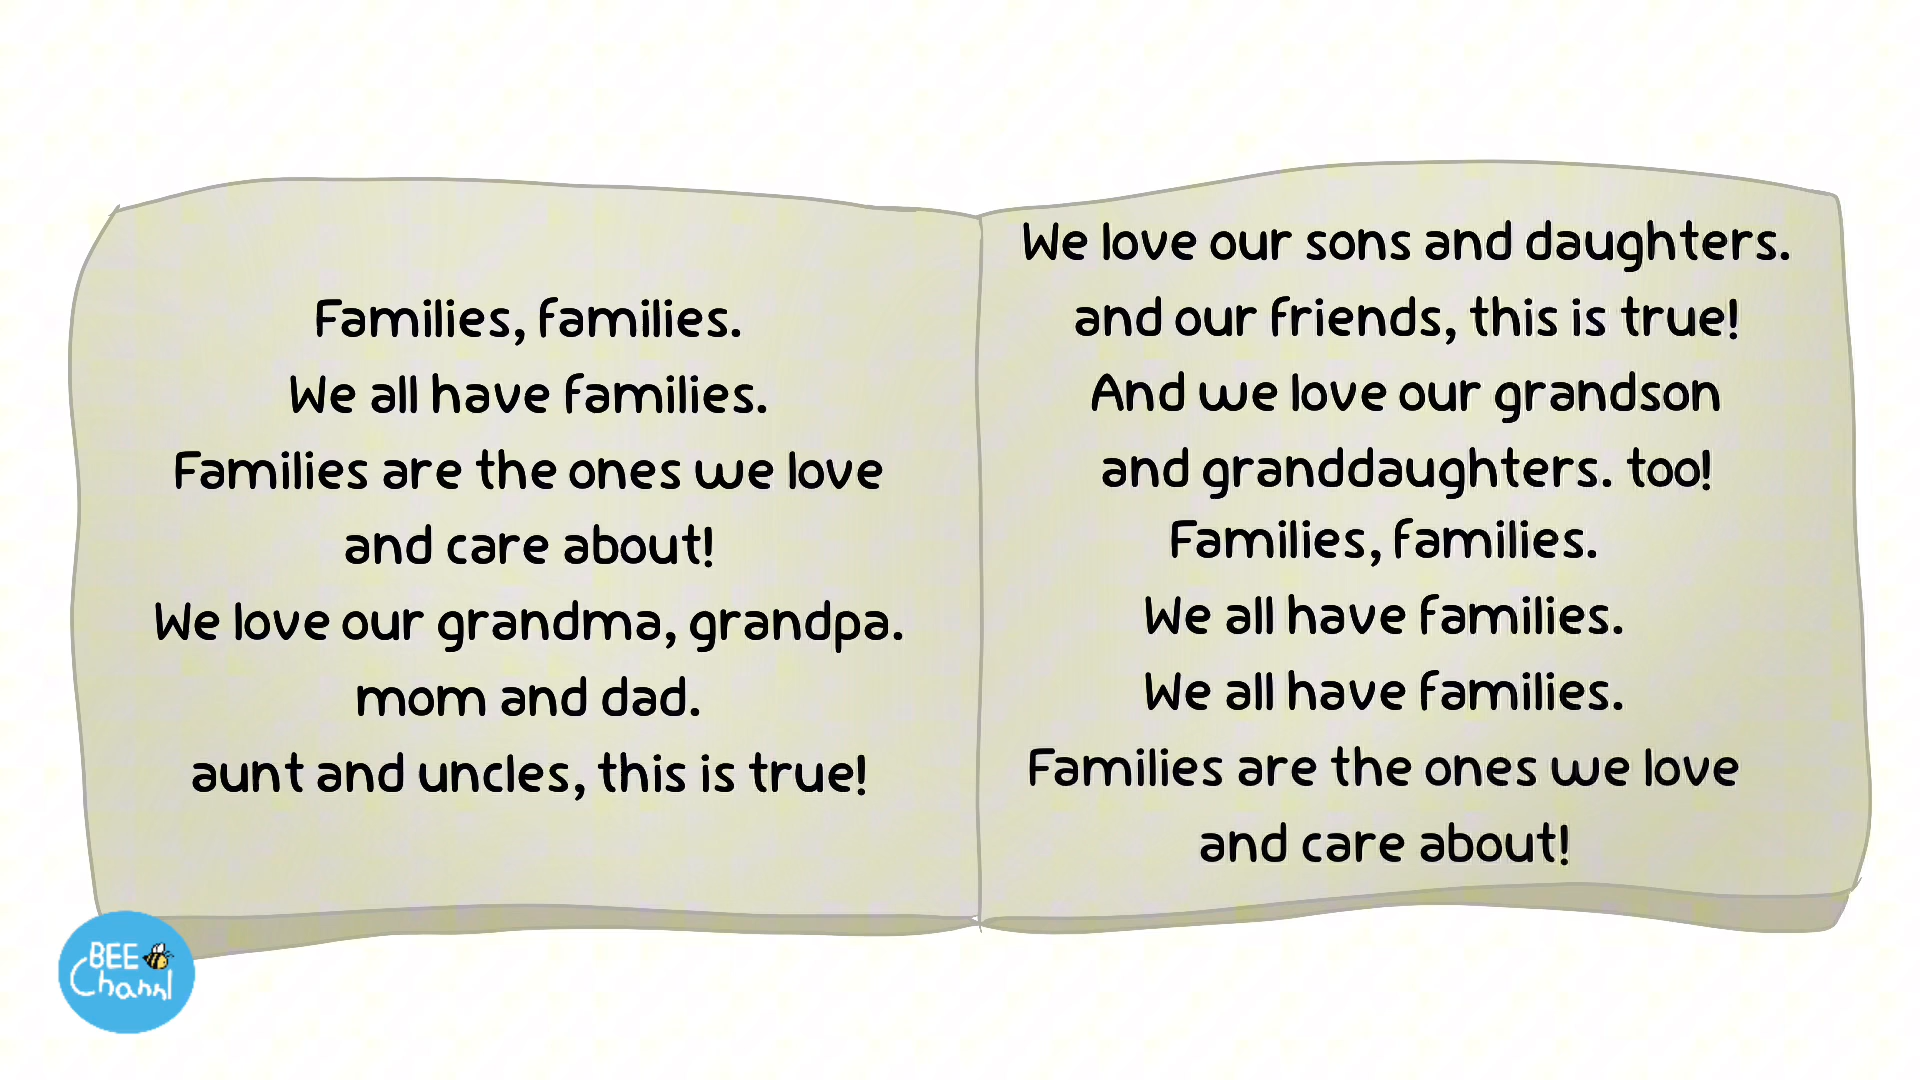 Families, families.
We all have families.
Families are the ones we love
and care about!
We love our grandma, grandpa.
mom and dad.
aunt and uncles, this is true!
We love our sons and daughters.
and our friends, this is true!
And we love our grandson
and granddaughters. too!
Families, families.
We all have families.
We all have families.
Families are the ones we love
and care about!
BEE
Channl